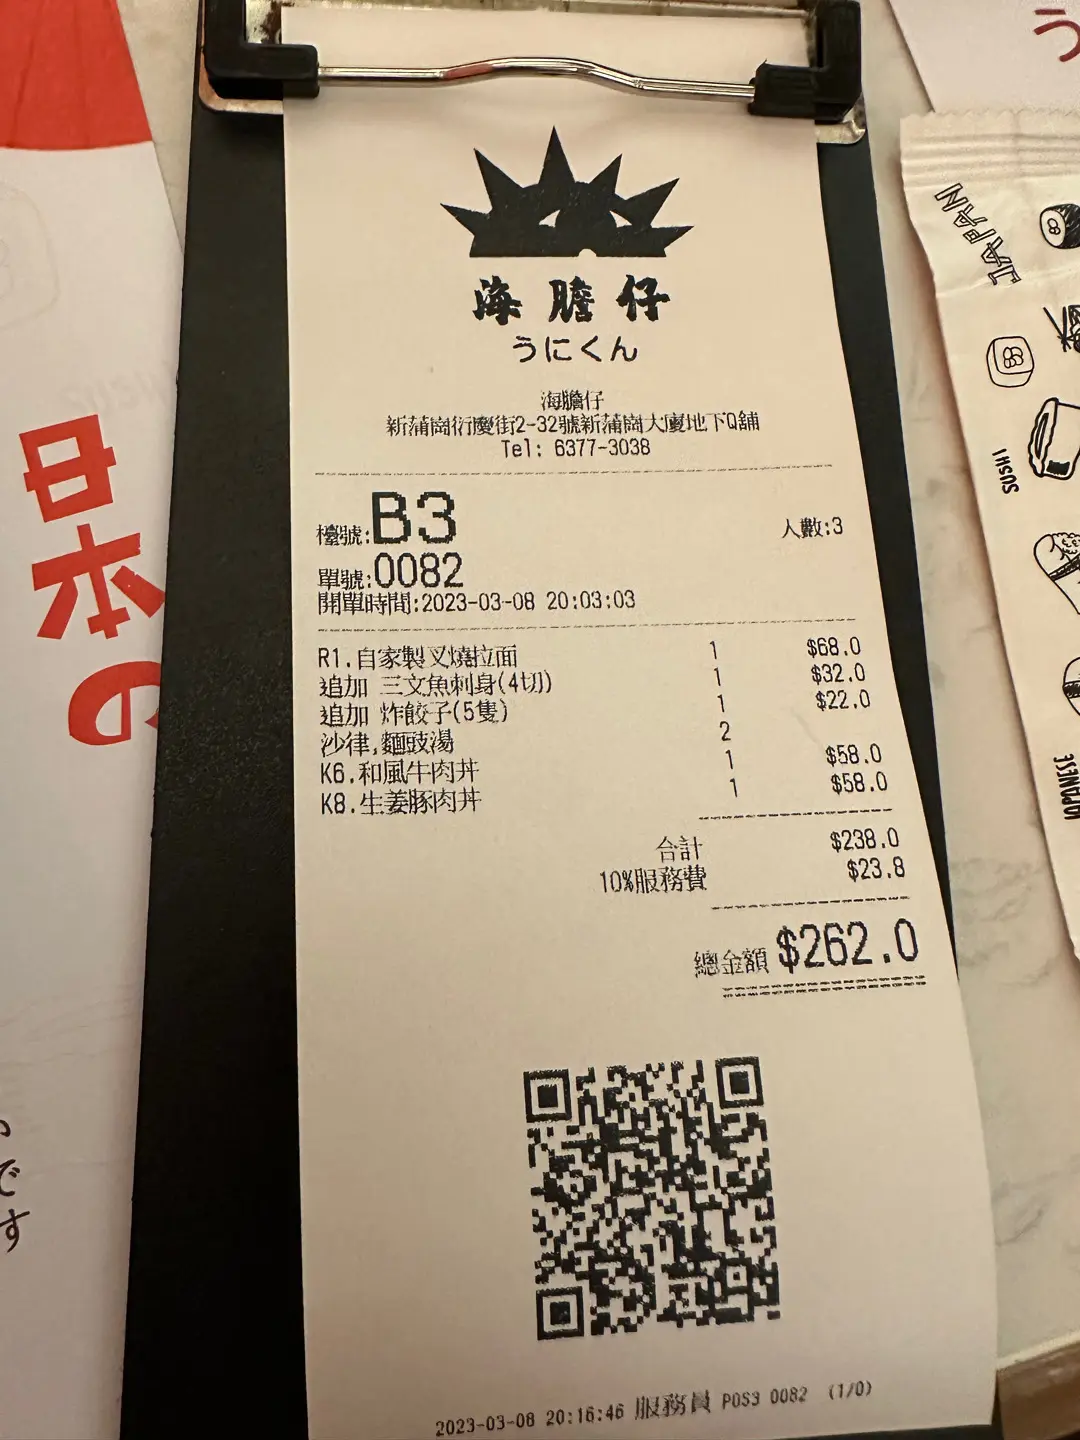 海膽仔
うにくん
海膽仔
新蒲崗衍慶街2-32號新蒲崗大廈地下Q舖
Tel: 6377-3038
檯號:B3 人數:3
單號:0082
開單時間:2023-03-08 20:03:03
R1.自家製叉燒拉面 1 $68.0
追加 三文魚刺身(4切) 1 $32.0
追加 炸餃子(5隻) 1 $22.0
沙律,麵豉湯 2
K6.和風牛肉丼 1 $58.0
K8.生姜豚肉丼 1 $58.0
合計 $238.0
10%服務費 $23.8
總金額 $262.0
2023-03-08 20:16:46 服務員 POS3 0082 (1/0)
日本の
です
う
JAPAN
SUSHI
JAPANESE